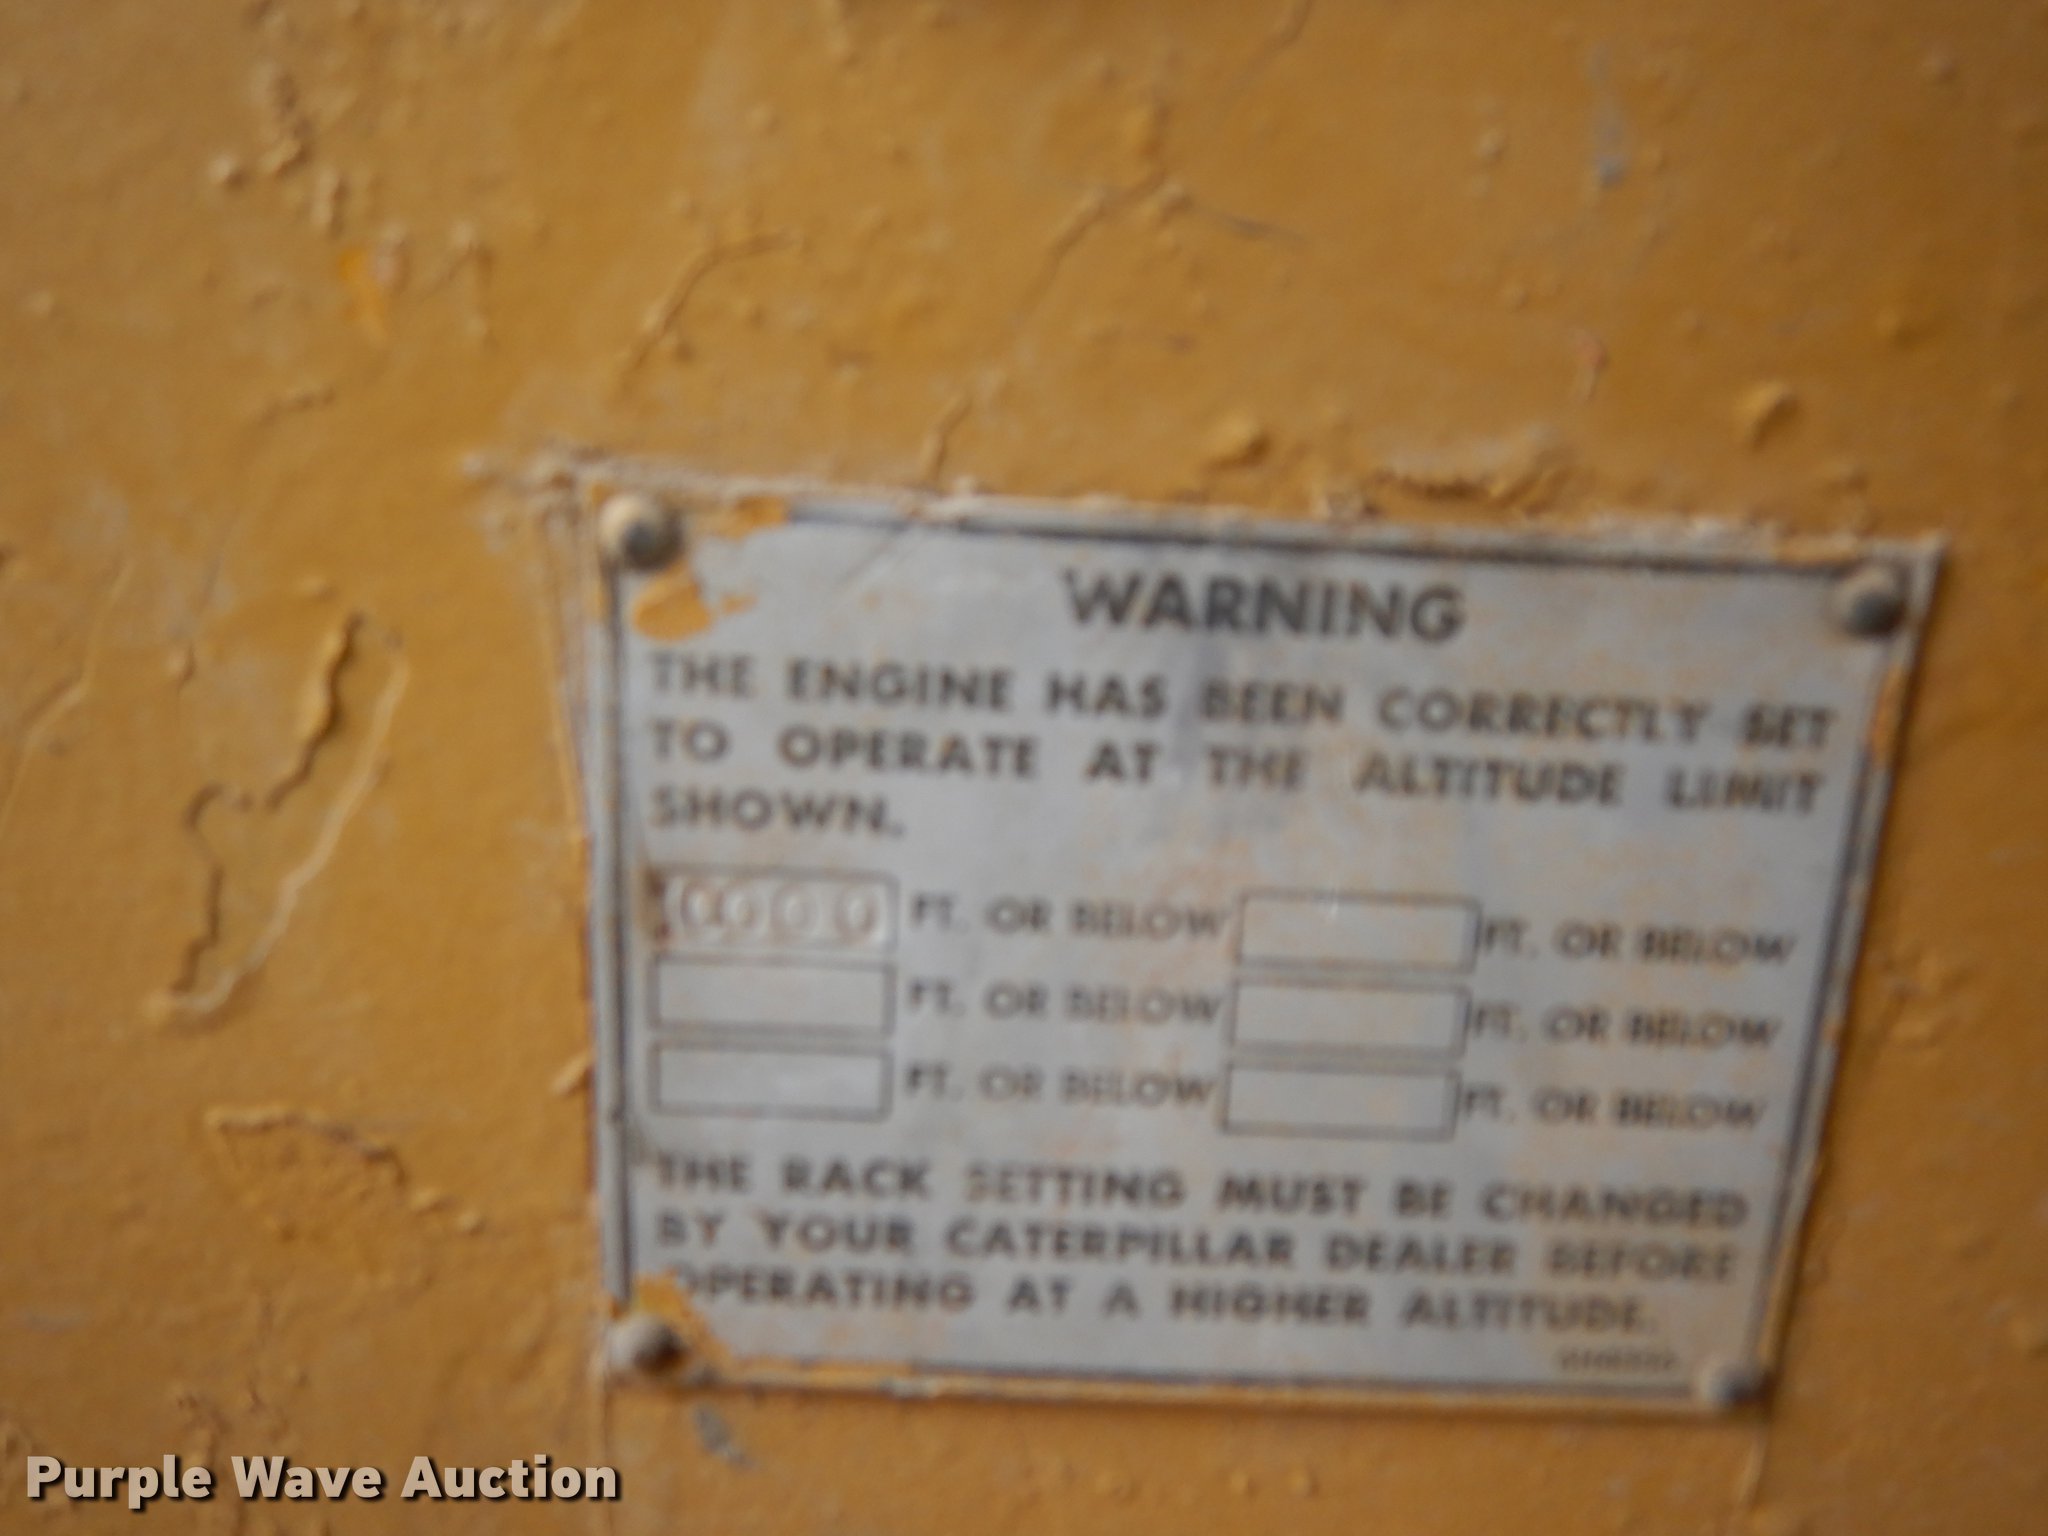 WARNING
THE ENGINE HAS BEEN CORRECTLY SET
TO OPERATE AT THE ALTITUDE LIMIT
SHOWN.
FT. OR BELOW FT. OR BELOW
FT. OR BELOW FT. OR BELOW
FT. OR BELOW FT. OR BELOW
THE RACK SETTING MUST BE CHANGED
BY YOUR CATERPILLAR DEALER BEFORE
OPERATING AT A HIGHER ALTITUDE.
Purple Wave Auction